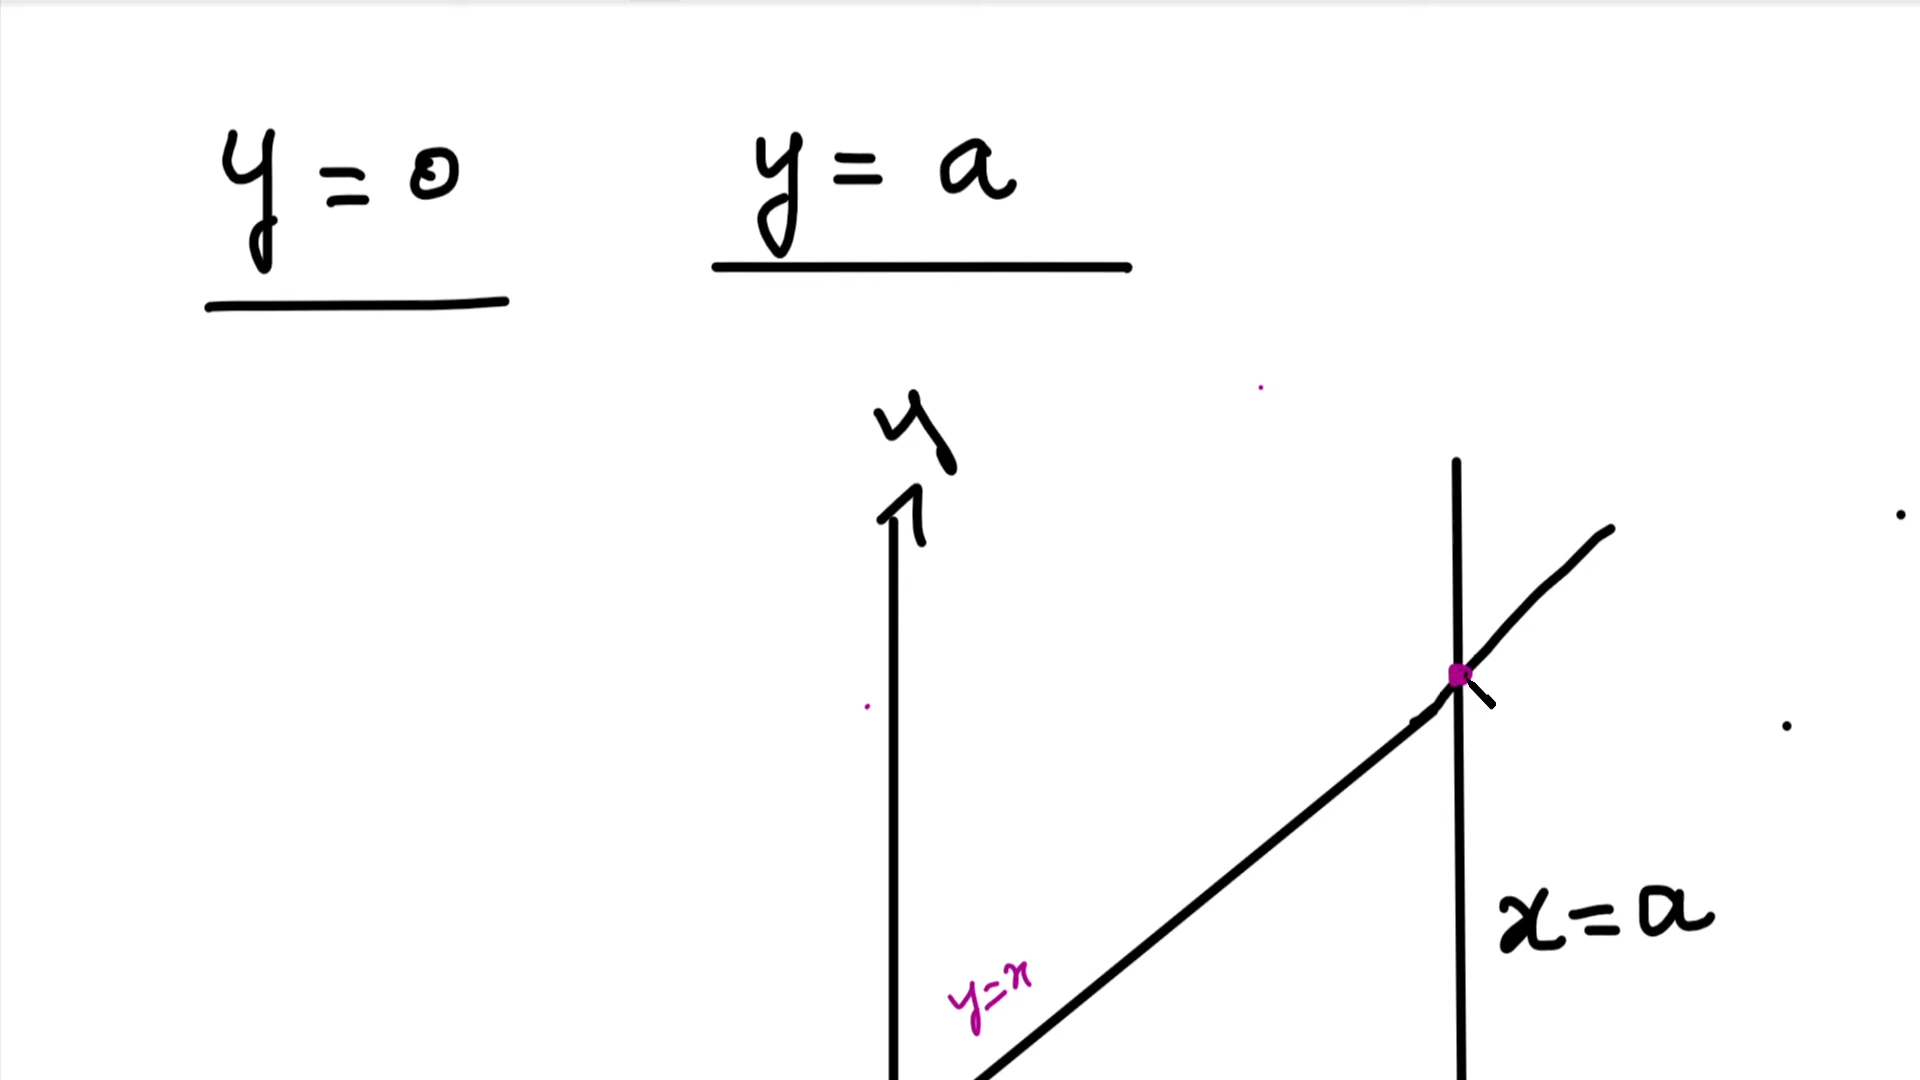 y = 0
y = a
y
x = a
y = x